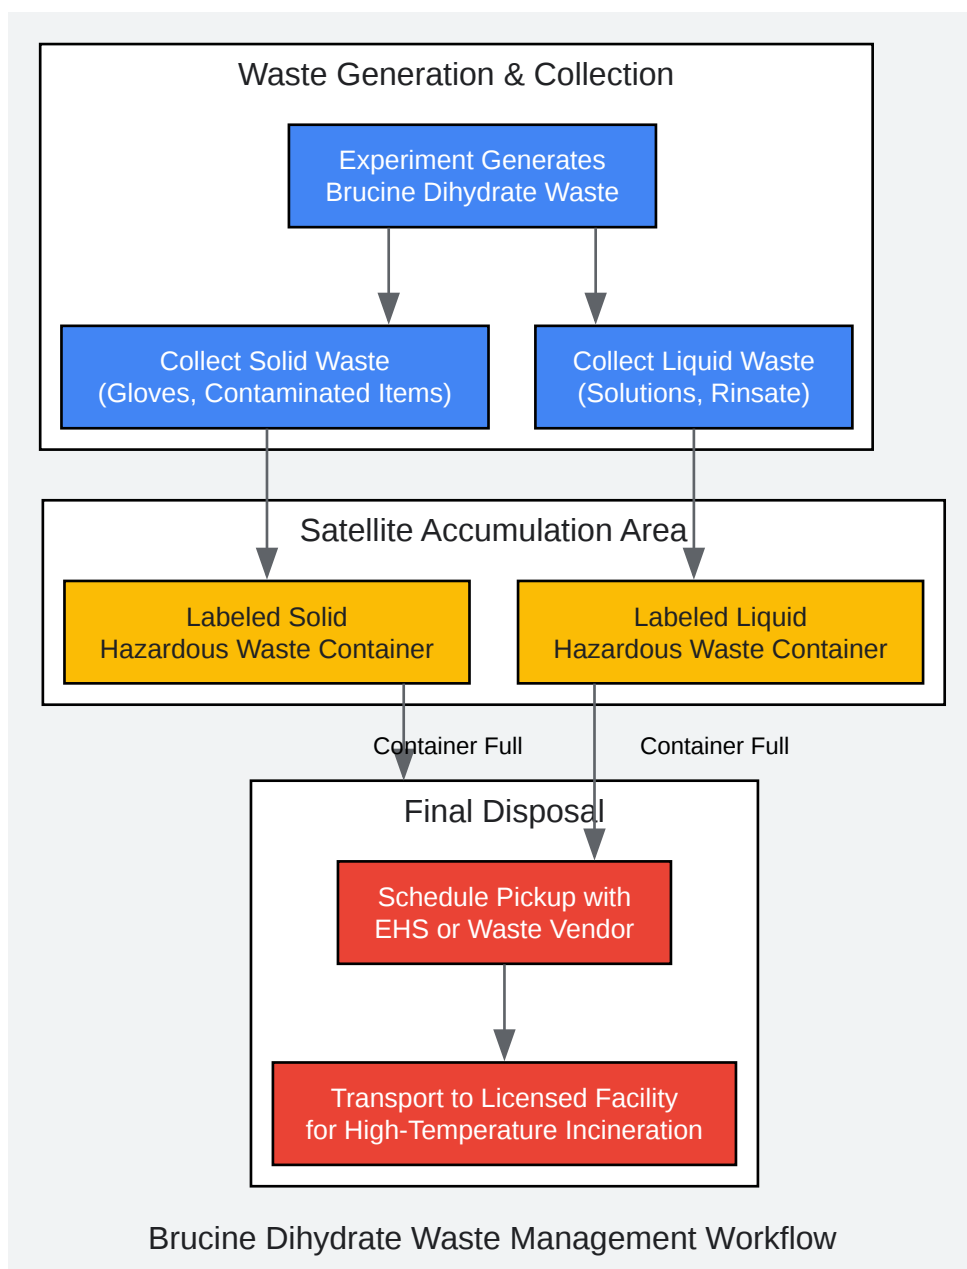 Waste Generation & Collection
Experiment Generates
Brucine Dihydrate Waste
Collect Solid Waste
(Gloves, Contaminated Items)
Collect Liquid Waste
(Solutions, Rinsate)
Satellite Accumulation Area
Labeled Solid
Hazardous Waste Container
Labeled Liquid
Hazardous Waste Container
Container Full
Container Full
Final Disposal
Schedule Pickup with
EHS or Waste Vendor
Transport to Licensed Facility
for High-Temperature Incineration
Brucine Dihydrate Waste Management Workflow